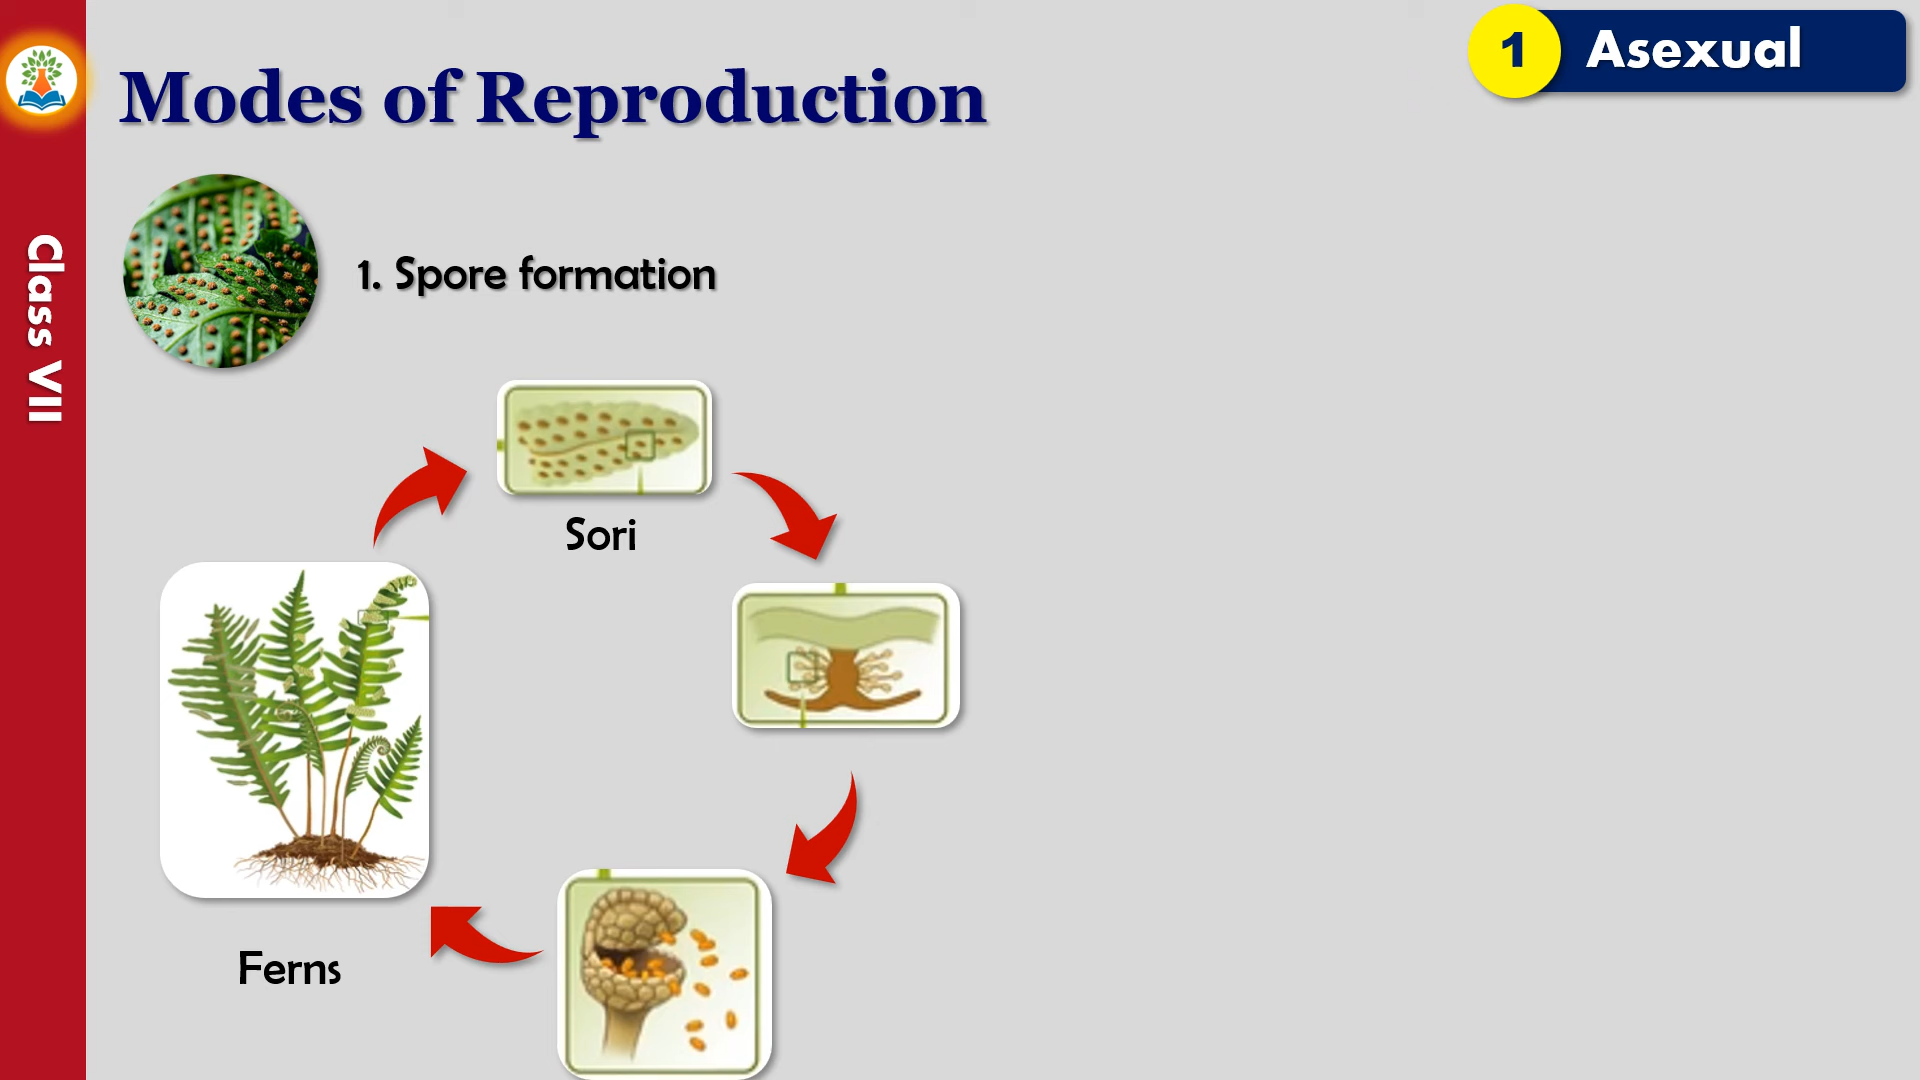 1 Asexual
Modes of Reproduction
Class VII
1. Spore formation
Sori
Ferns